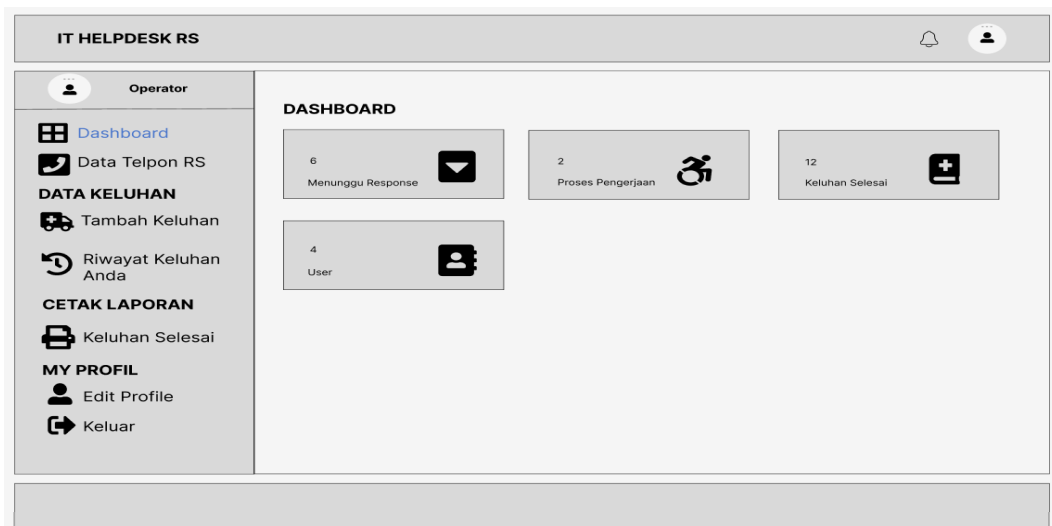 IT HELPDESK RS
Operator
Dashboard
Data Telpon RS
DATA KELUHAN
Tambah Keluhan
Riwayat Keluhan
Anda
CETAK LAPORAN
Keluhan Selesai
MY PROFIL
Edit Profile
Keluar
DASHBOARD
6
Menunggu Response
2
Proses Pengerjaan
12
Keluhan Selesai
4
User